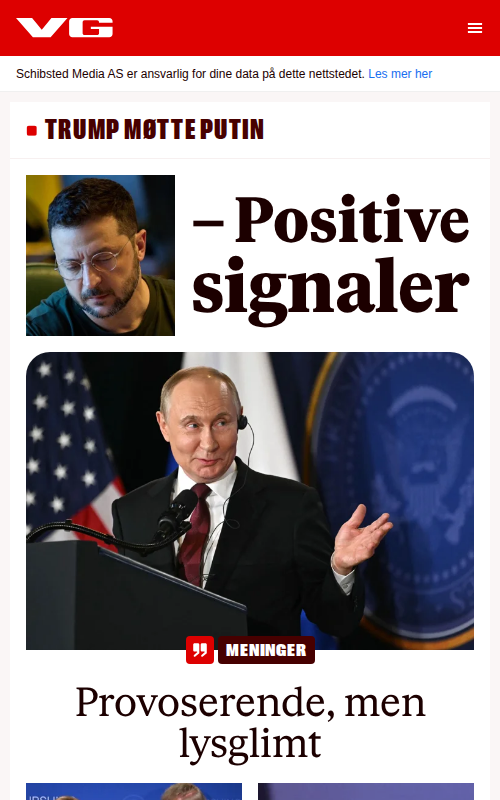 VG
Schibsted Media AS er ansvarlig for dine data på dette nettstedet. Les mer her
TRUMP MØTTE PUTIN
– Positive
signaler
MENINGER
Provoserende, men
lysglimt